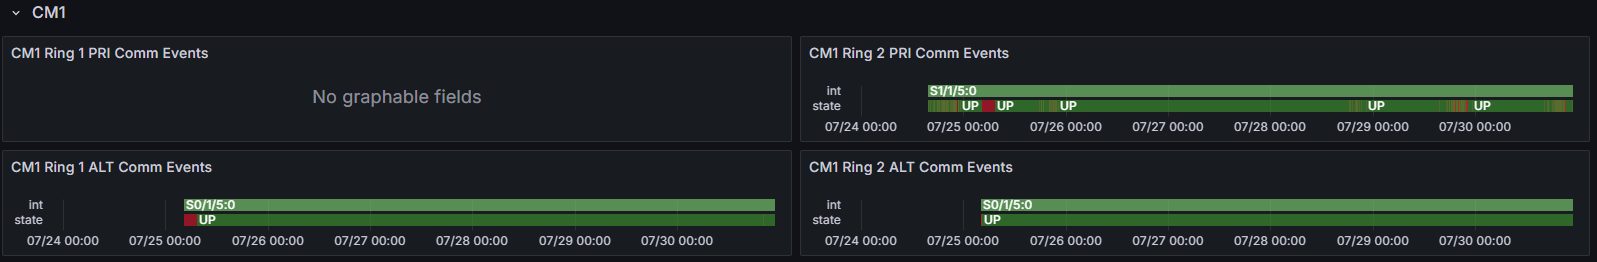 CM1
CM1 Ring 1 PRI Comm Events
No graphable fields
CM1 Ring 2 PRI Comm Events
int S1/1/5:0
state UP UP UP UP UP
07/24 00:00 07/25 00:00 07/26 00:00 07/27 00:00 07/28 00:00 07/29 00:00 07/30 00:00
CM1 Ring 1 ALT Comm Events
int S0/1/5:0
state UP
07/24 00:00 07/25 00:00 07/26 00:00 07/27 00:00 07/28 00:00 07/29 00:00 07/30 00:00
CM1 Ring 2 ALT Comm Events
int S0/1/5:0
state UP
07/24 00:00 07/25 00:00 07/26 00:00 07/27 00:00 07/28 00:00 07/29 00:00 07/30 00:00